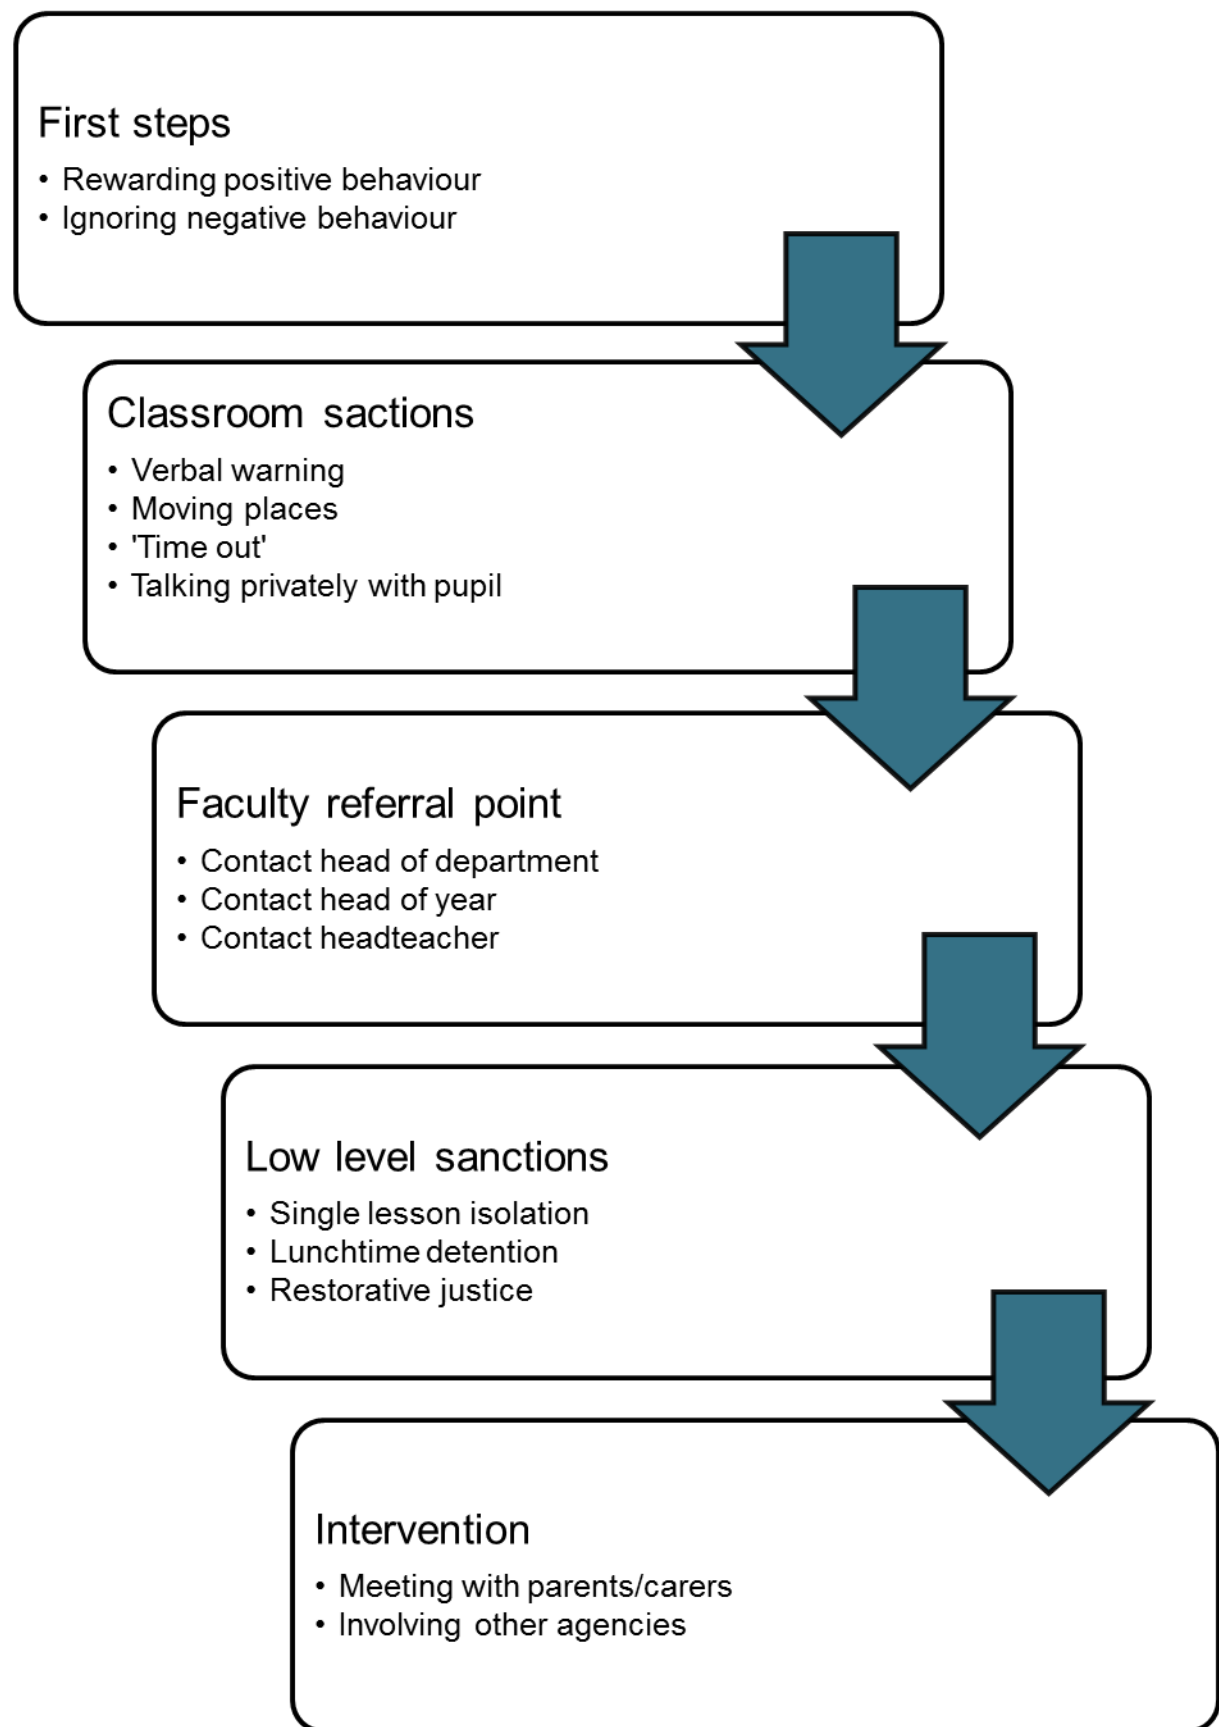 First steps
• Rewarding positive behaviour
• Ignoring negative behaviour
Classroom sactions
• Verbal warning
• Moving places
• 'Time out'
• Talking privately with pupil
Faculty referral point
• Contact head of department
• Contact head of year
• Contact headteacher
Low level sanctions
• Single lesson isolation
• Lunchtime detention
• Restorative justice
Intervention
• Meeting with parents/carers
• Involving other agencies